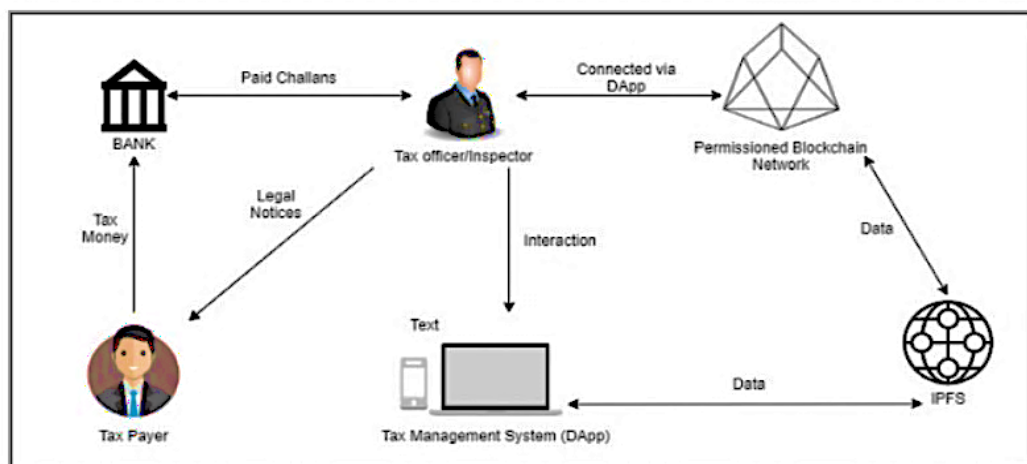 Paid Challans
Connected via
DApp
BANK
Tax officer/Inspector
Permissioned Blockchain
Network
Legal
Notices
Tax
Money
Interaction
Data
Text
Data
IPFS
Tax Payer
Tax Management System (DApp)